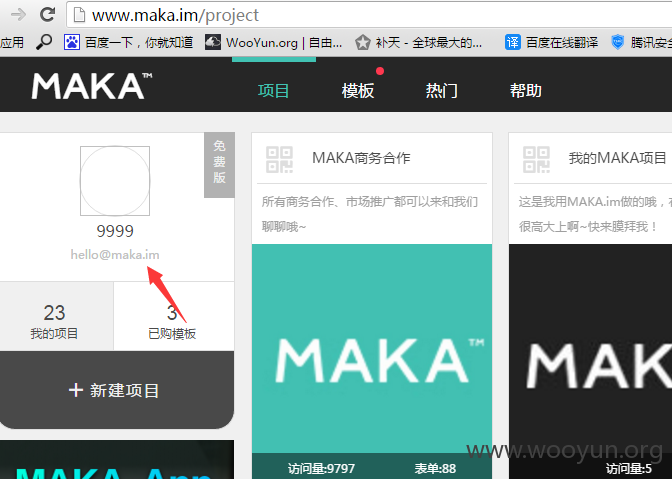 www.maka.im/project
应用 百度一下，你就知道 WooYun.org | 自由... 补天 - 全球最大的... 百度在线翻译 腾讯安全
MAKA™ 项目 模板 热门 帮助
免费版
9999
hello@maka.im
23
我的项目
3
已购模板
+ 新建项目
MAKA App
MAKA商务合作
所有商务合作、市场推广都可以来和我们
聊聊哦~
MAKA™
访问量:9797 表单:88
我的MAKA项目
这是我用MAKA.im做的哦，
很高大上啊~快来膜拜我！
MAK
访问量:5
www.wooyun.org